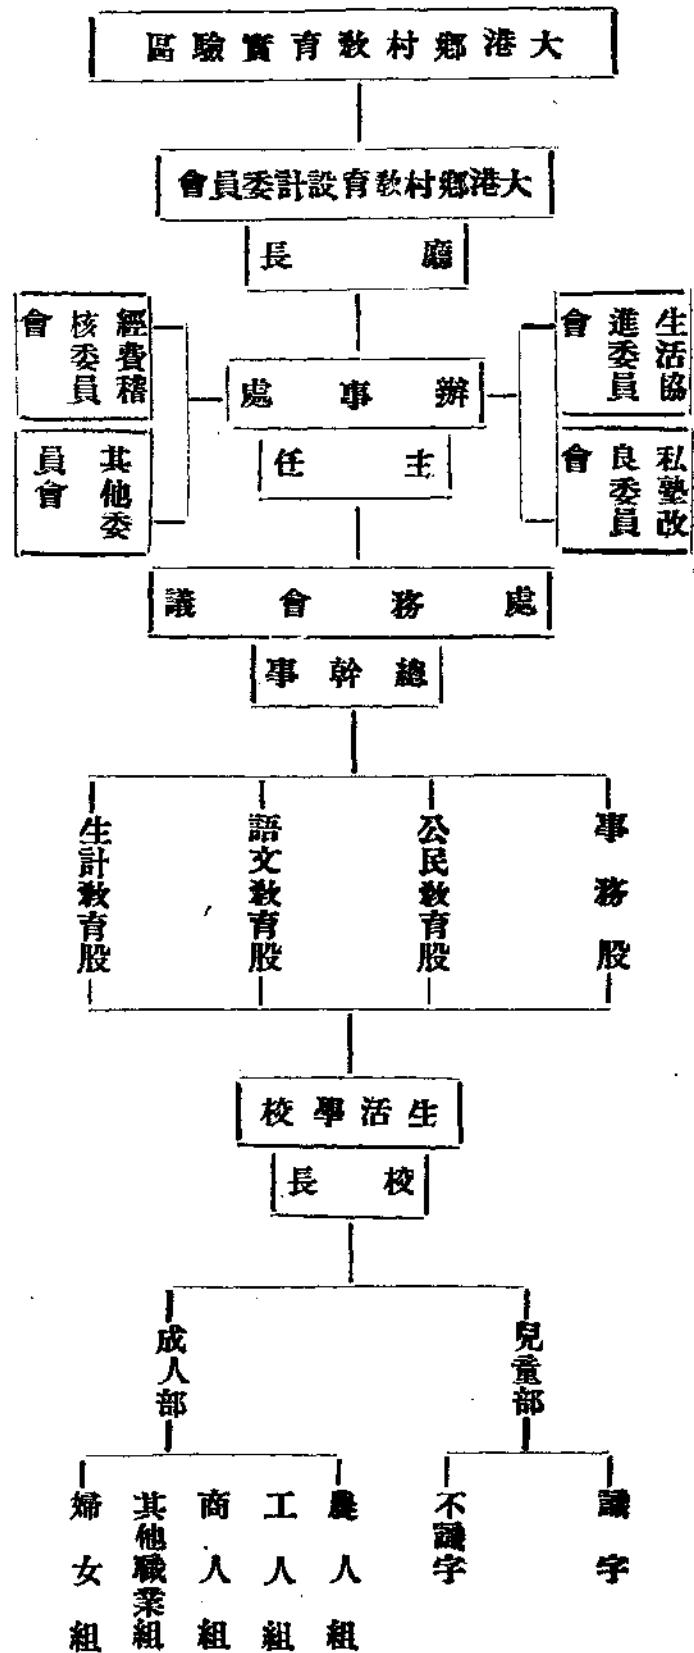 大港鄉村教育實驗區
大港鄉村教育設計委員會
廳長
生活協
進委員
會
私塾改
良委員
會
辦事處
主任
經費稽
核委員
會
其他委
員會
處務會議
總幹事
事務股
公民教育股
語文教育股
生計教育股
生活學校
校長
兒童部
成人部
識字
不識字
農人組
工人組
商人組
其他職業組
婦女組